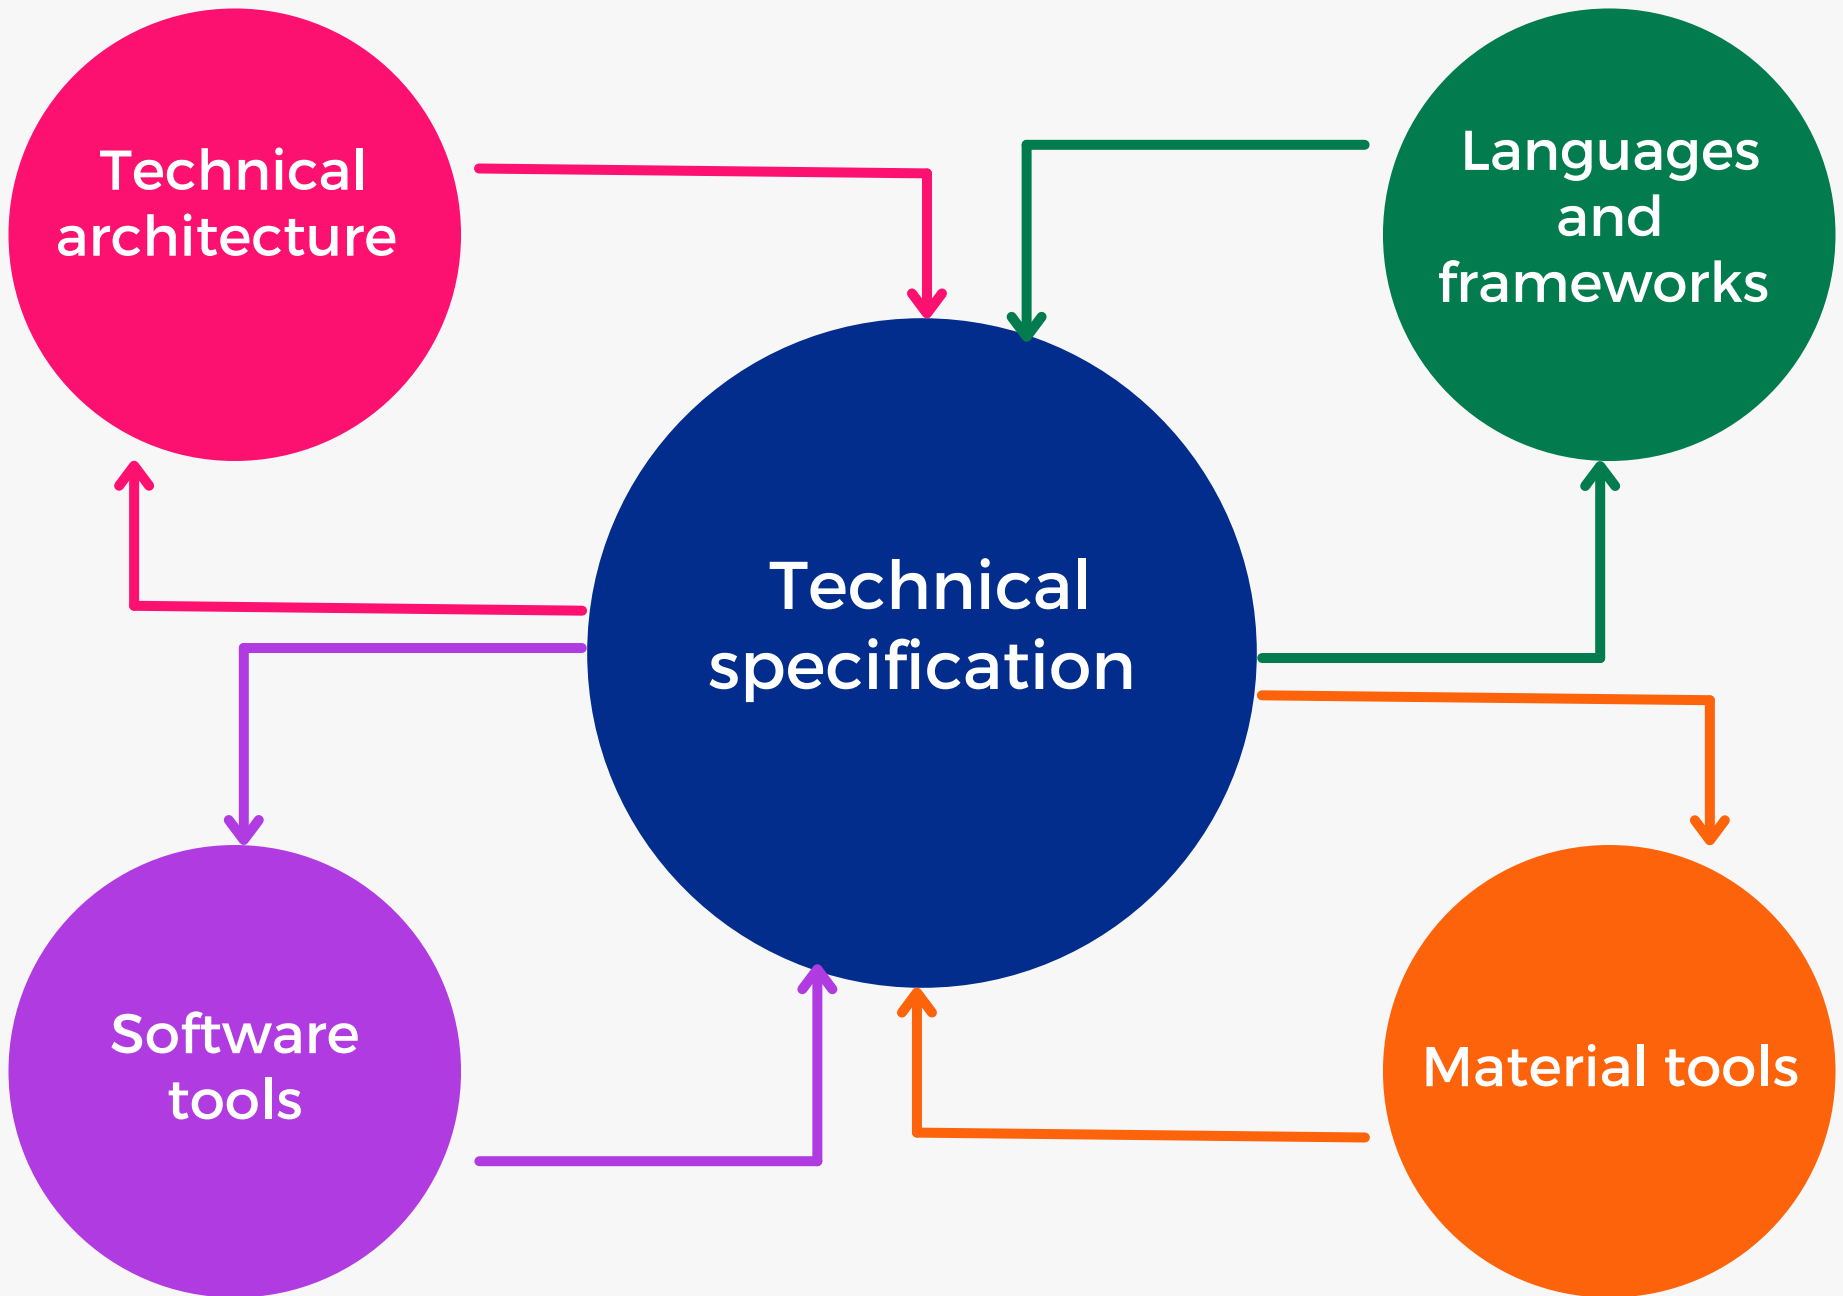 Technical
architecture
Languages
and
frameworks
Technical
specification
Software
tools
Material tools